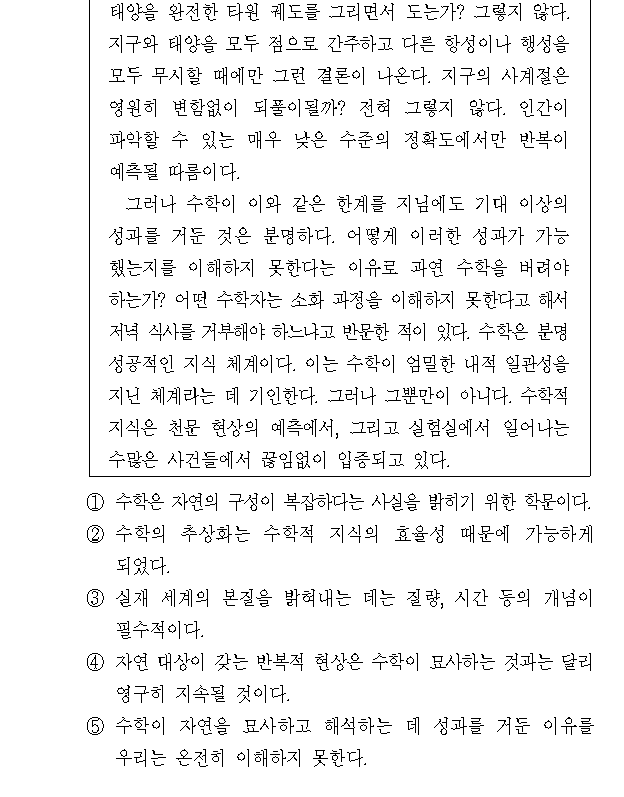 태양을 완전한 타원 궤도를 그리면서 도는가? 그렇지 않다.
지구와 태양을 모두 점으로 간주하고 다른 항성이나 행성을
모두 무시할 때에만 그런 결론이 나온다. 지구의 사계절은
영원히 변함없이 되풀이될까? 전혀 그렇지 않다. 인간이
파악할 수 있는 매우 낮은 수준의 정확도에서만 반복이
예측될 따름이다.
그러나 수학이 이와 같은 한계를 지님에도 기대 이상의
성과를 거둔 것은 분명하다. 어떻게 이러한 성과가 가능
했는지를 이해하지 못한다는 이유로 과연 수학을 버려야
하는가? 어떤 수학자는 소화 과정을 이해하지 못한다고 해서
저녁 식사를 거부해야 하느냐고 반문한 적이 있다. 수학은 분명
성공적인 지식 체계이다. 이는 수학이 엄밀한 내적 일관성을
지닌 체계라는 데 기인한다. 그러나 그뿐만이 아니다. 수학적
지식은 천문 현상의 예측에서, 그리고 실험실에서 일어나는
수많은 사건들에서 끊임없이 입증되고 있다.
① 수학은 자연의 구성이 복잡하다는 사실을 밝히기 위한 학문이다.
② 수학의 추상화는 수학적 지식의 효율성 때문에 가능하게
되었다.
③ 실재 세계의 본질을 밝혀내는 데는 질량, 시간 등의 개념이
필수적이다.
④ 자연 대상이 갖는 반복적 현상은 수학이 묘사하는 것과는 달리
영구히 지속될 것이다.
⑤ 수학이 자연을 묘사하고 해석하는 데 성과를 거둔 이유를
우리는 온전히 이해하지 못한다.